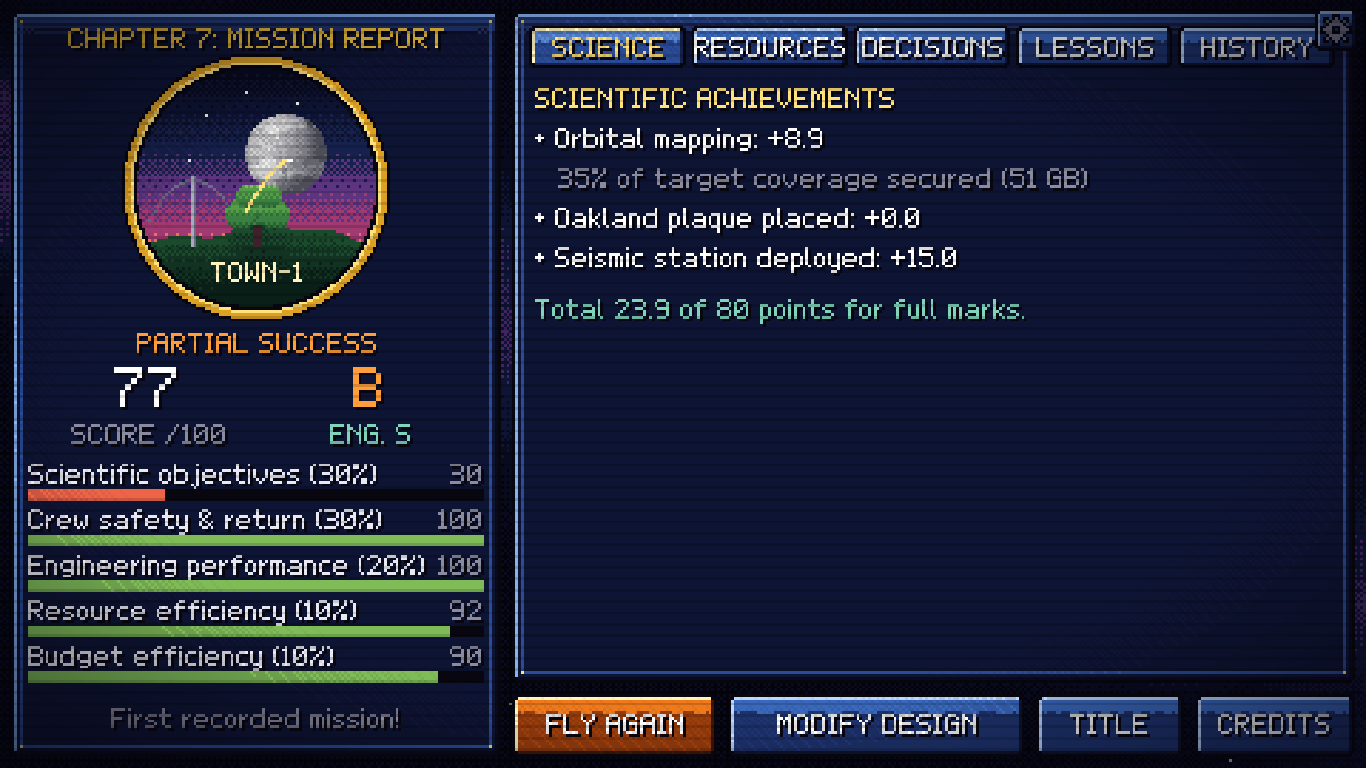 CHAPTER 7: MISSION REPORT
TOWN-1
PARTIAL SUCCESS
77 B
SCORE /100 ENG. S
Scientific objectives (30%) 30
Crew safety & return (30%) 100
Engineering performance (20%) 100
Resource efficiency (10%) 92
Budget efficiency (10%) 90
First recorded mission!
SCIENCE RESOURCES DECISIONS LESSONS HISTORY
SCIENTIFIC ACHIEVEMENTS
+ Orbital mapping: +8.9
35% of target coverage secured (51 GB)
+ Oakland plaque placed: +0.0
+ Seismic station deployed: +15.0
Total 23.9 of 80 points for full marks.
FLY AGAIN MODIFY DESIGN TITLE CREDITS